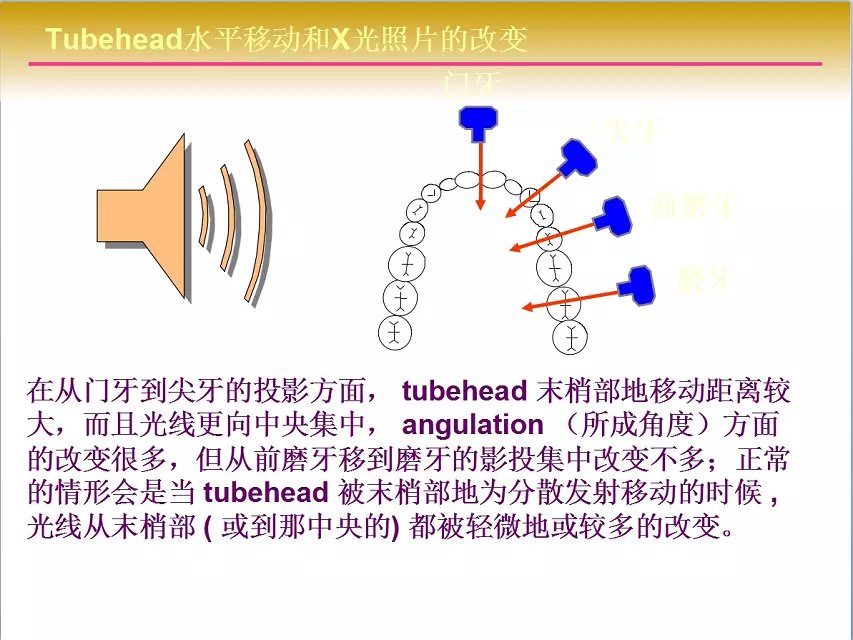 Tubehead水平移动和X光照片的改变
门牙
尖牙
前磨牙
磨牙
在从门牙到尖牙的投影方面， tubehead 末梢部地移动距离较
大，而且光线更向中央集中， angulation （所成角度）方面
的改变很多，但从前磨牙移到磨牙的影投集中改变不多；正常
的情形会是当 tubehead 被末梢部地为分散发射移动的时候 ,
光线从末梢部 ( 或到那中央的) 都被轻微地或较多的改变。